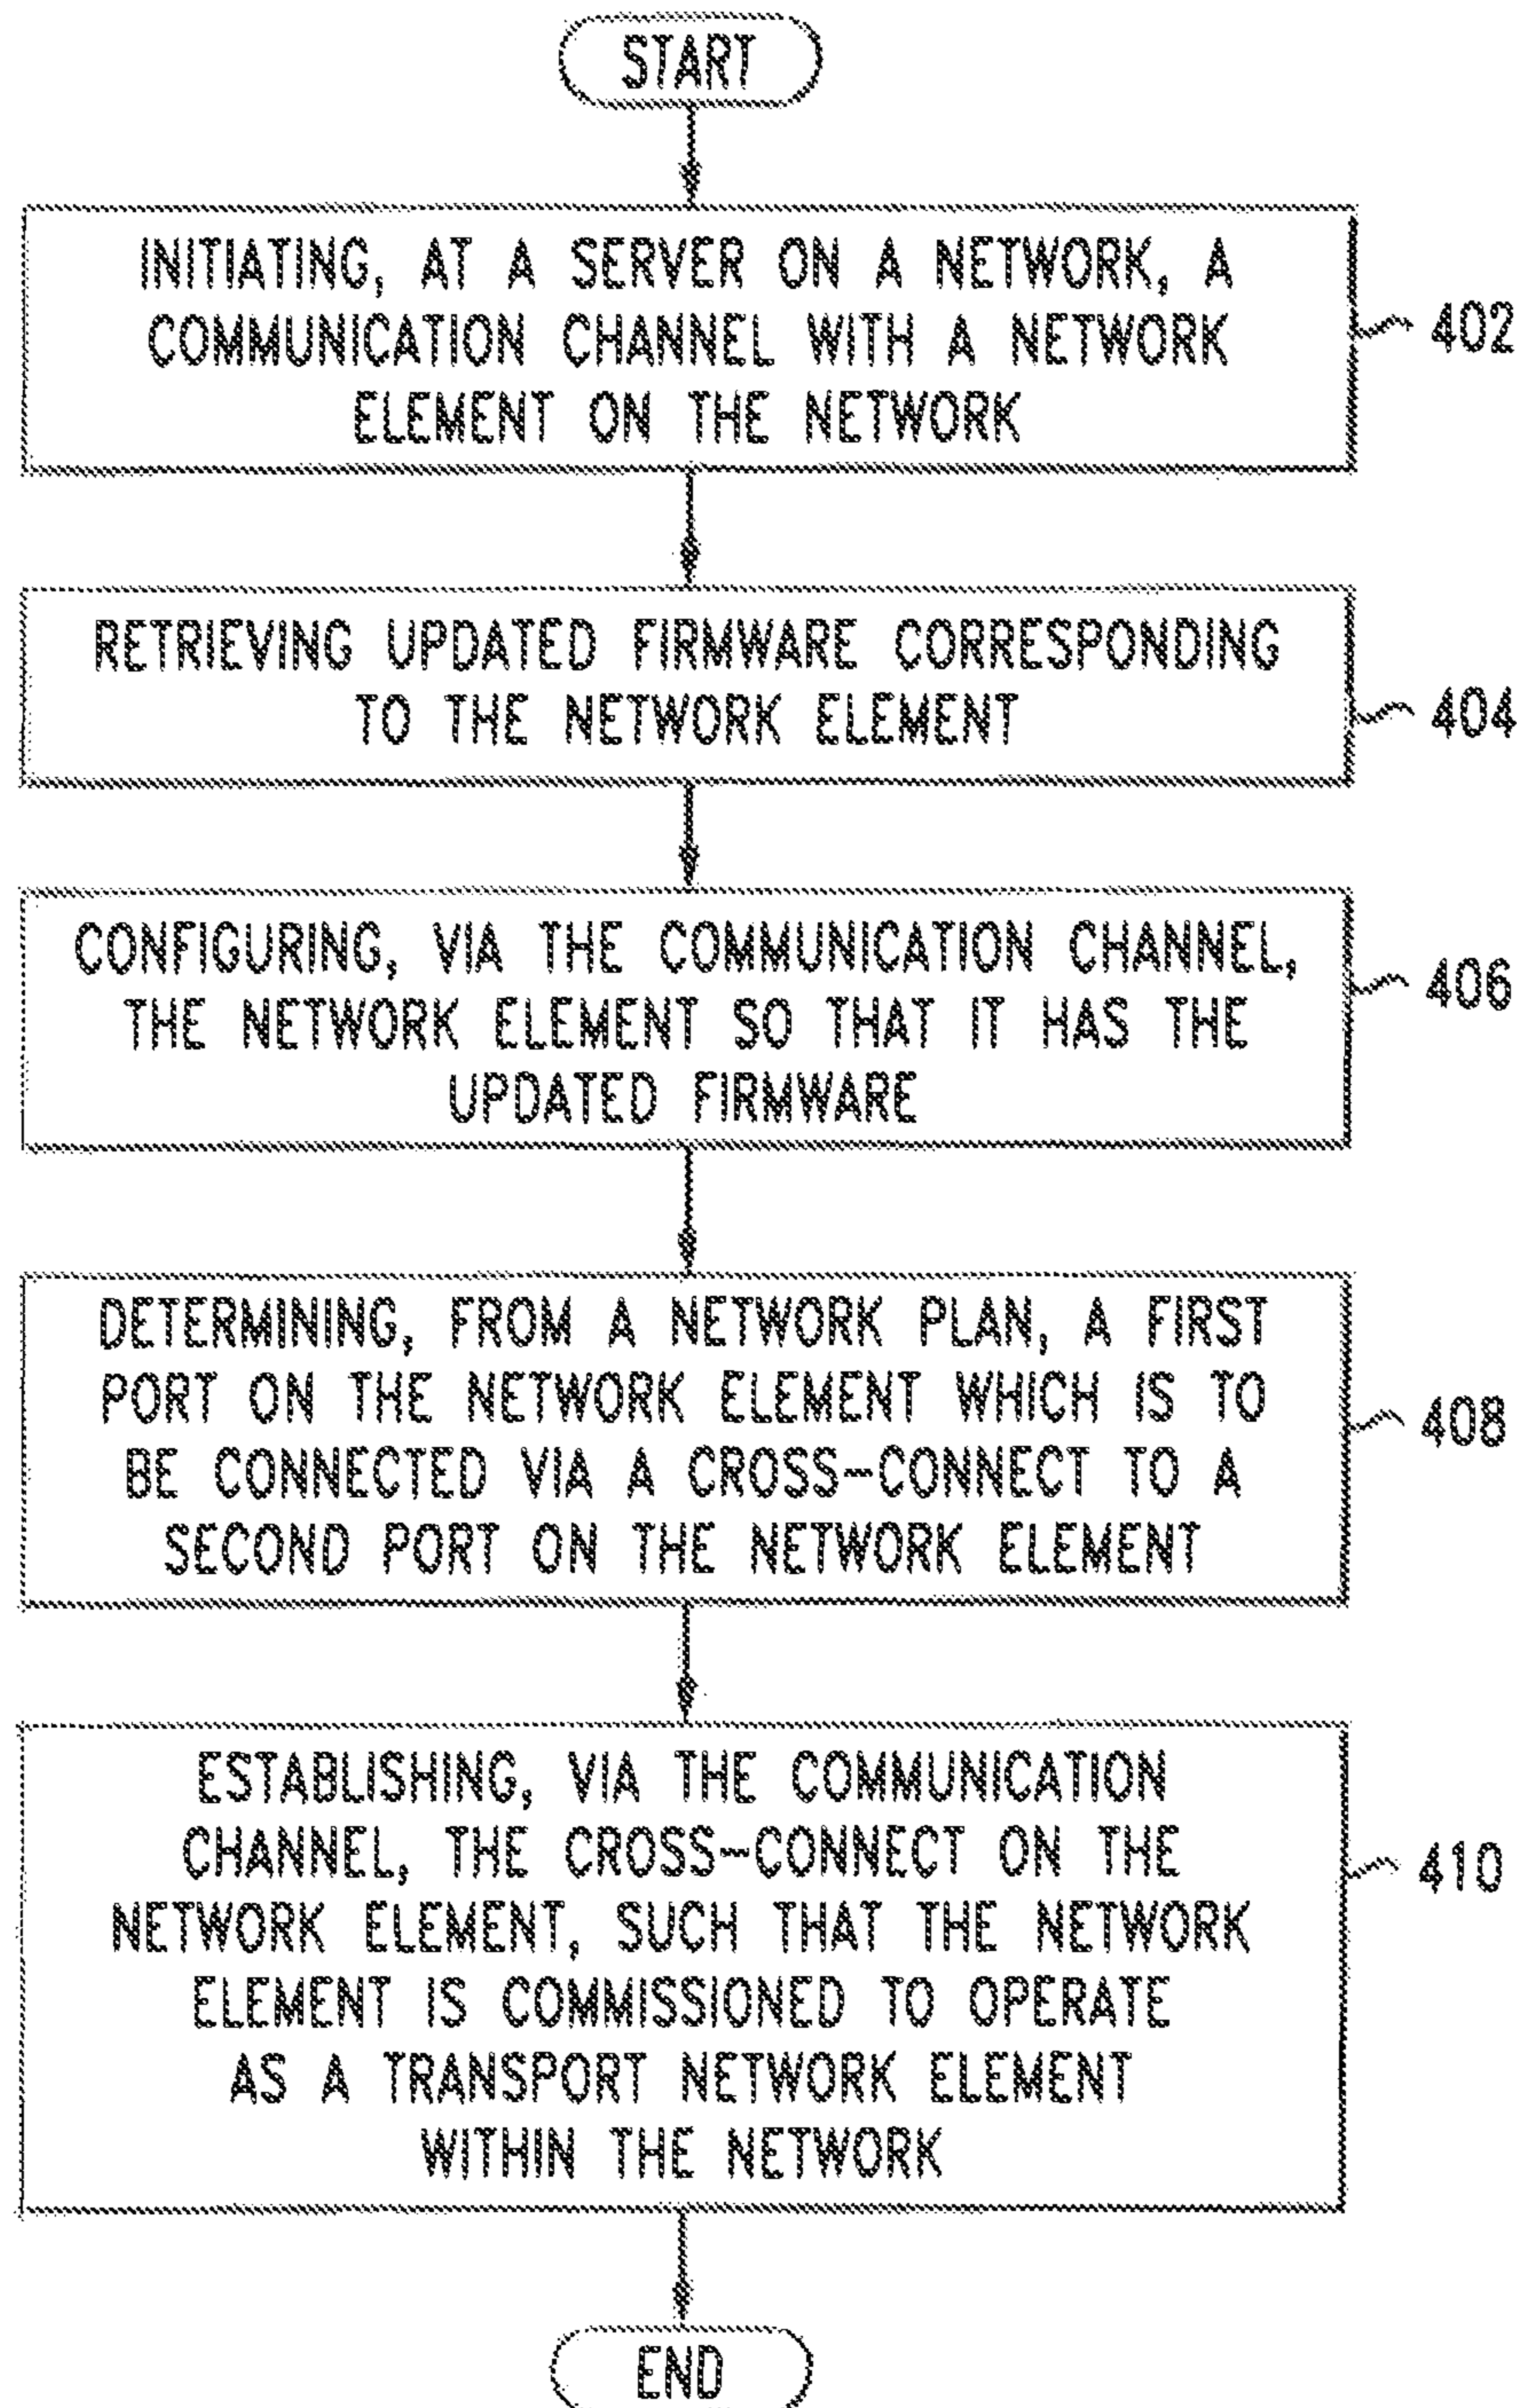 START
INITIATING, AT A SERVER ON A NETWORK, A
COMMUNICATION CHANNEL WITH A NETWORK
ELEMENT ON THE NETWORK
402
RETRIEVING UPDATED FIRMWARE CORRESPONDING
TO THE NETWORK ELEMENT
404
CONFIGURING, VIA THE COMMUNICATION CHANNEL,
THE NETWORK ELEMENT SO THAT IT HAS THE
UPDATED FIRMWARE
406
DETERMINING, FROM A NETWORK PLAN, A FIRST
PORT ON THE NETWORK ELEMENT WHICH IS TO
BE CONNECTED VIA A CROSS-CONNECT TO A
SECOND PORT ON THE NETWORK ELEMENT
408
ESTABLISHING, VIA THE COMMUNICATION
CHANNEL, THE CROSS-CONNECT ON THE
NETWORK ELEMENT, SUCH THAT THE NETWORK
ELEMENT IS COMMISSIONED TO OPERATE
AS A TRANSPORT NETWORK ELEMENT
WITHIN THE NETWORK
410
END